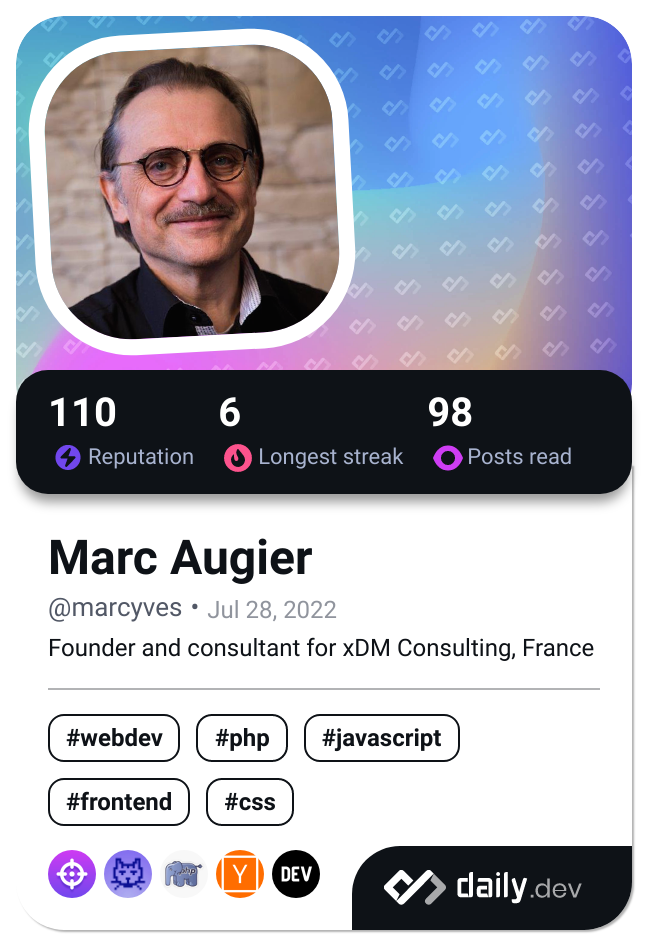 110 6 98
Reputation Longest streak Posts read
Marc Augier
@marcyves • Jul 28, 2022
Founder and consultant for xDM Consulting, France
#webdev #php #javascript
#frontend #css
php Y DEV
daily.dev